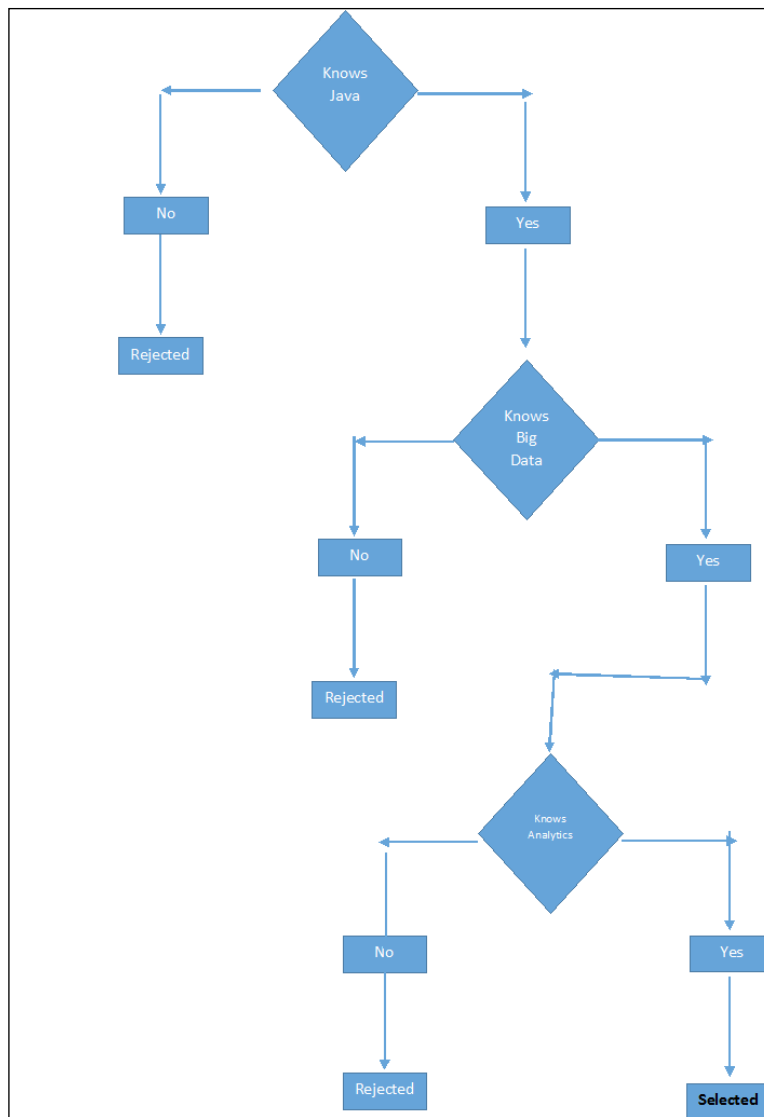 Knows
Java
No
Yes
Rejected
Knows
Big
Data
No
Yes
Rejected
Knows
Analytics
No
Yes
Rejected
Selected